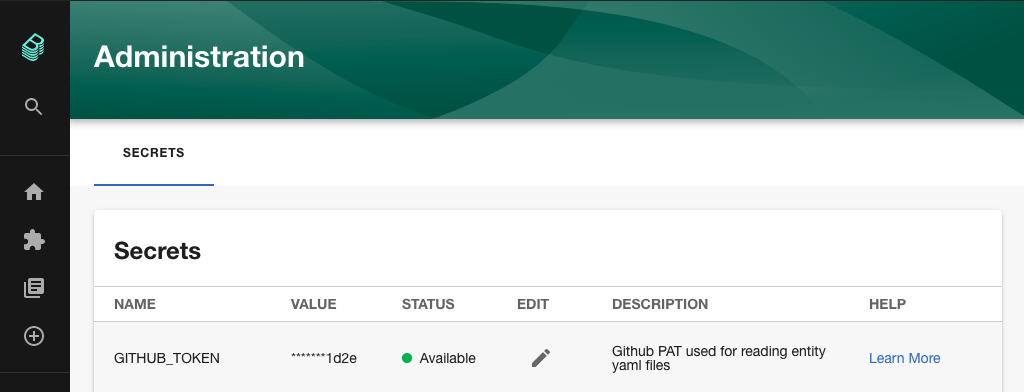 Administration
SECRETS
Secrets
NAME VALUE STATUS EDIT DESCRIPTION HELP
GITHUB_TOKEN *******1d2e Available Github PAT used for reading entity Learn More
yaml files